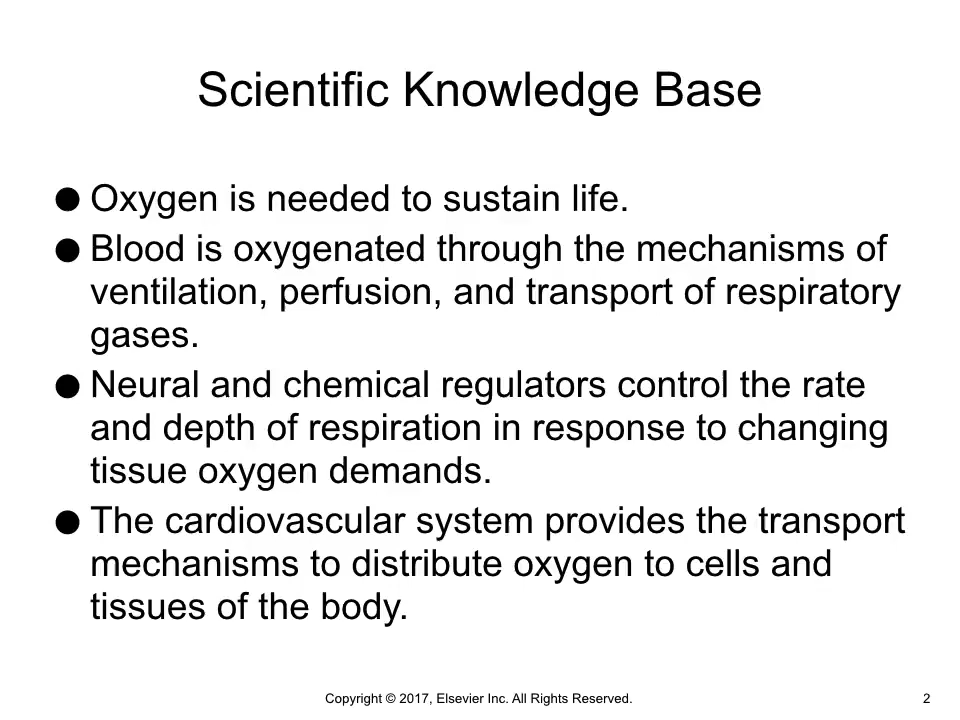 Scientific Knowledge Base
● Oxygen is needed to sustain life.
● Blood is oxygenated through the mechanisms of
ventilation, perfusion, and transport of respiratory
gases.
● Neural and chemical regulators control the rate
and depth of respiration in response to changing
tissue oxygen demands.
● The cardiovascular system provides the transport
mechanisms to distribute oxygen to cells and
tissues of the body.
Copyright © 2017, Elsevier Inc. All Rights Reserved.
2